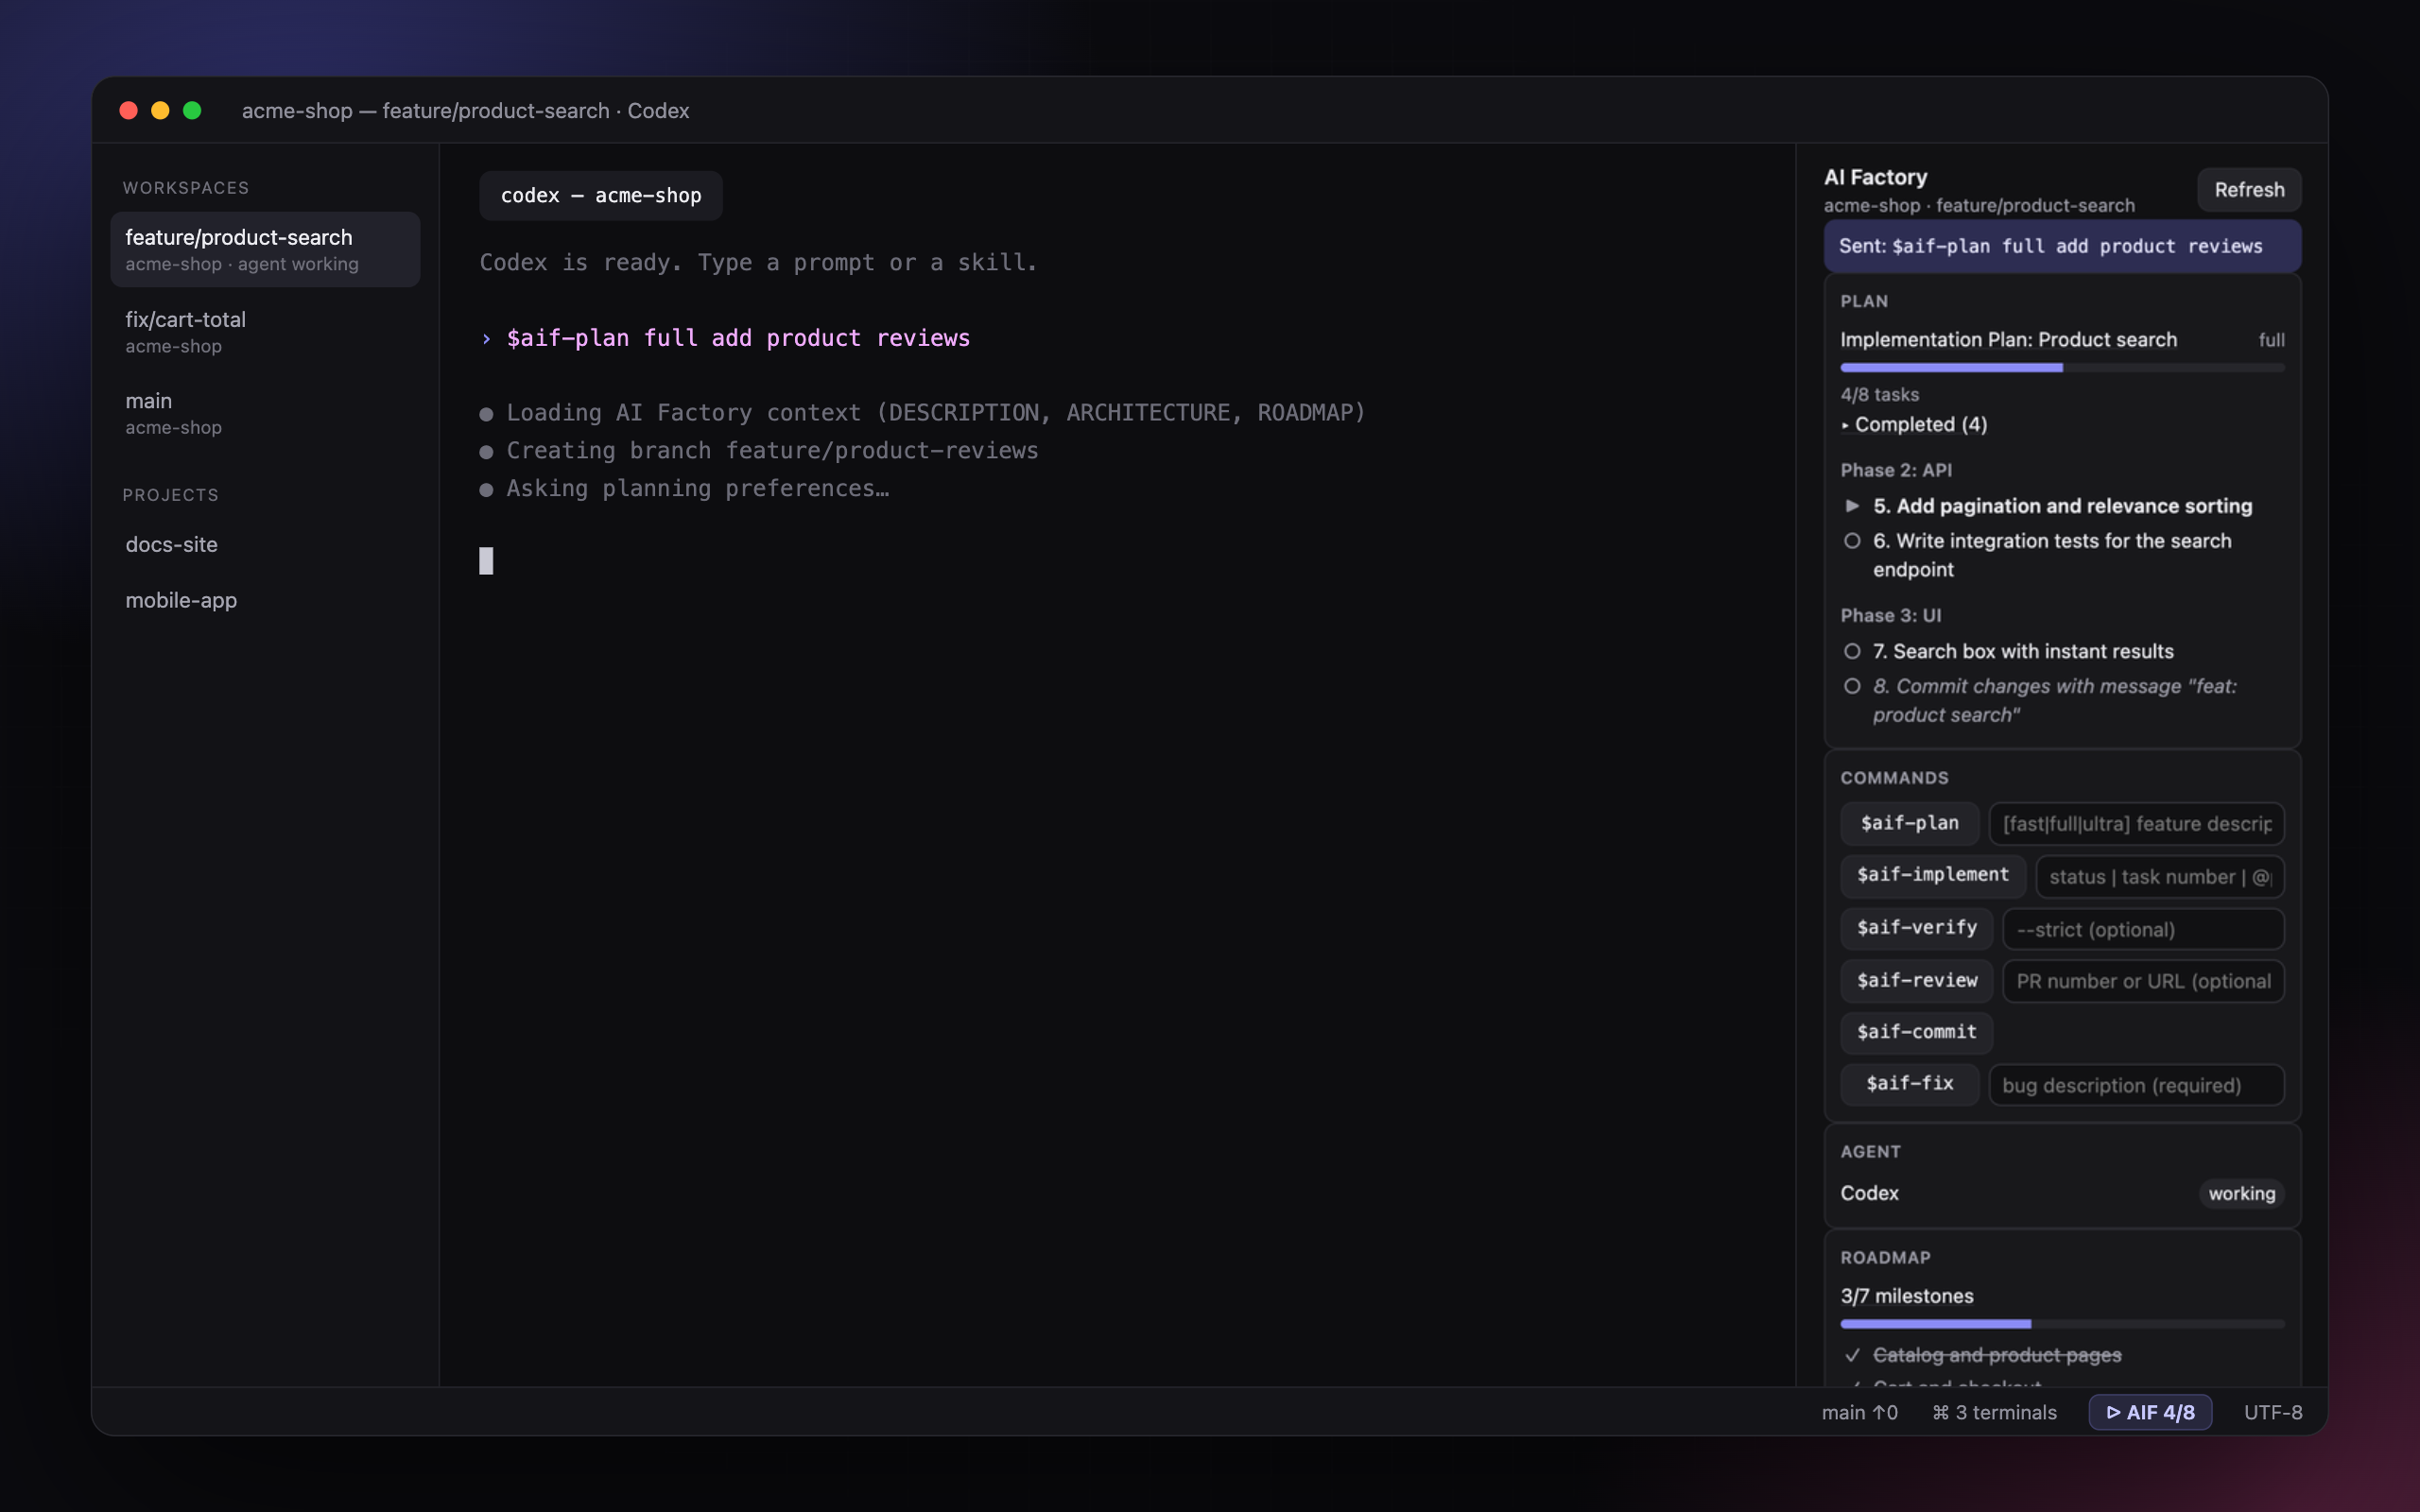 acme-shop — feature/product-search · Codex
WORKSPACES
feature/product-search
acme-shop · agent working
fix/cart-total
acme-shop
main
acme-shop
PROJECTS
docs-site
mobile-app
codex — acme-shop
Codex is ready. Type a prompt or a skill.
› $aif-plan full add product reviews
● Loading AI Factory context (DESCRIPTION, ARCHITECTURE, ROADMAP)
● Creating branch feature/product-reviews
● Asking planning preferences…
AI Factory
acme-shop · feature/product-search
Refresh
Sent: $aif-plan full add product reviews
PLAN
Implementation Plan: Product search full
4/8 tasks
▸ Completed (4)
Phase 2: API
▶ 5. Add pagination and relevance sorting
6. Write integration tests for the search
endpoint
Phase 3: UI
7. Search box with instant results
8. Commit changes with message "feat:
product search"
COMMANDS
$aif-plan [fast|full|ultra] feature descrip
$aif-implement status | task number | @
$aif-verify --strict (optional)
$aif-review PR number or URL (optional
$aif-commit
$aif-fix bug description (required)
AGENT
Codex working
ROADMAP
3/7 milestones
✓ Catalog and product pages
Cart and checkout
main ↑0 ⌘ 3 terminals ▷ AIF 4/8 UTF-8